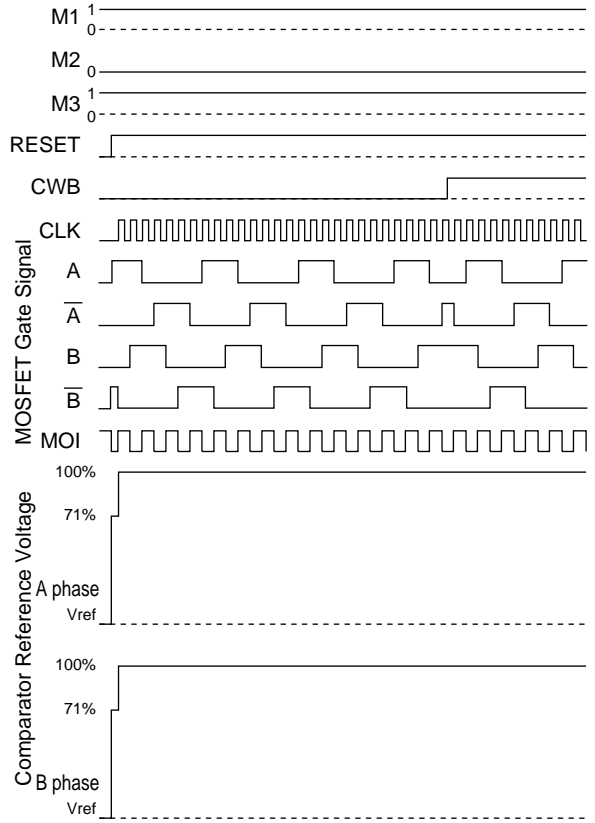 M1 1
0
M2 0
M3 1
0
RESET
CWB
CLK
MOSFET Gate Signal
A
A̅
B
B̅
MOI
Comparator Reference Voltage
100%
71%
A phase
Vref
100%
71%
B phase
Vref